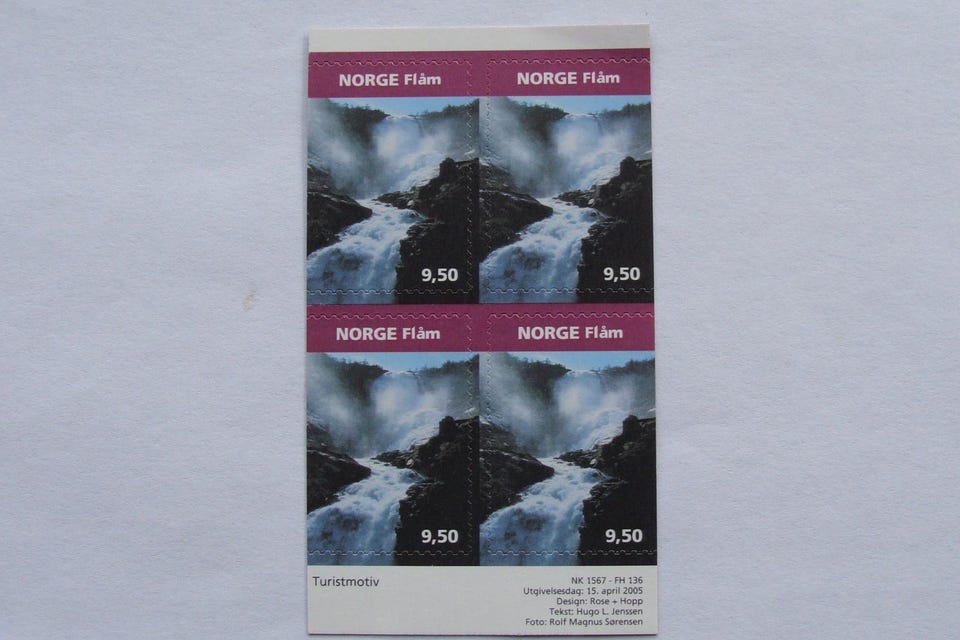 NORGE Flåm
NORGE Flåm
9,50
9,50
NORGE Flåm
NORGE Flåm
9,50
9,50
Turistmotiv
NK 1567 - FH 136
Utgivelsesdag: 15. april 2005
Design: Rose + Hopp
Tekst: Hugo L. Jenssen
Foto: Rolf Magnus Sørensen